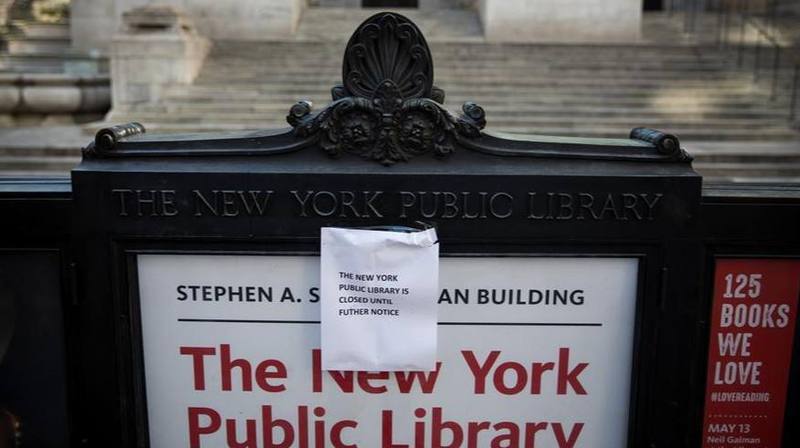 THE NEW YORK PUBLIC LIBRARY
STEPHEN A. S AN BUILDING
THE NEW YORK
PUBLIC LIBRARY IS
CLOSED UNTIL
FUTHER NOTICE
The New York
Public Library
125
BOOKS
WE
LOVE
#LOVEREADING
MAY 13
Neil Gaiman